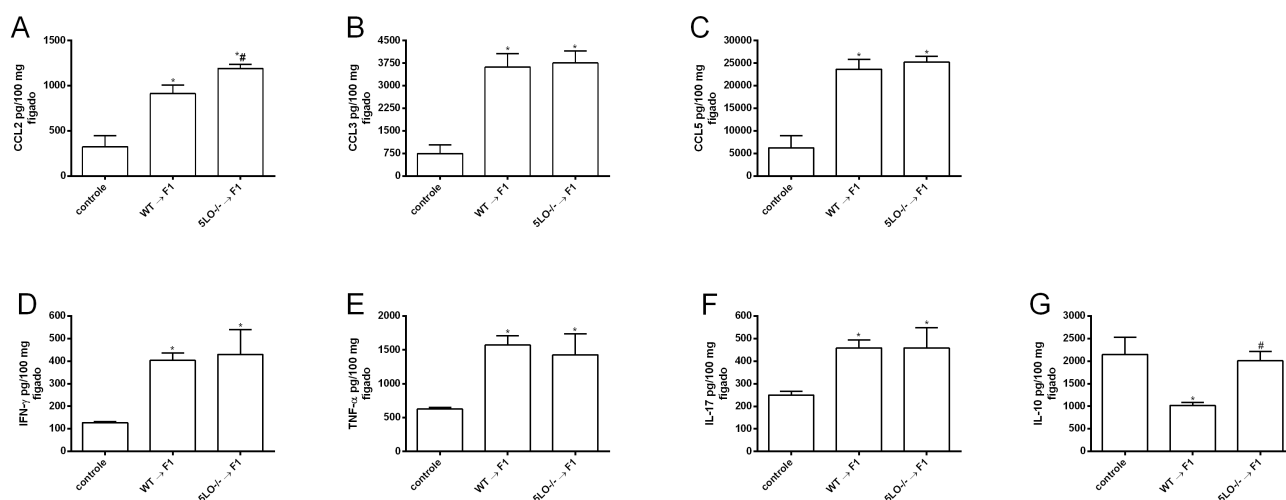 A
CCL2 pg/100 mg
fígado
1500
1000
500
0
*
*#
controle
WT → F1
5LO-/- → F1
B
CCL3 pg/100 mg
fígado
4500
3750
3000
2250
1500
750
0
*
*
controle
WT → F1
5LO-/- → F1
C
CCL5 pg/100 mg
fígado
30000
25000
20000
15000
10000
5000
0
*
*
controle
WT → F1
5LO-/- → F1
D
IFN-γ pg/100 mg
fígado
600
500
400
300
200
100
0
*
*
controle
WT → F1
5LO-/- → F1
E
TNF-α pg/100 mg
fígado
2000
1500
1000
500
0
*
*
controle
WT → F1
5LO-/- → F1
F
IL-17 pg/100 mg
fígado
600
500
400
300
200
100
0
*
*
controle
WT → F1
5LO-/- → F1
G
IL-10 pg/100 mg
fígado
3000
2500
2000
1500
1000
500
0
*
#
controle
WT → F1
5LO-/- → F1